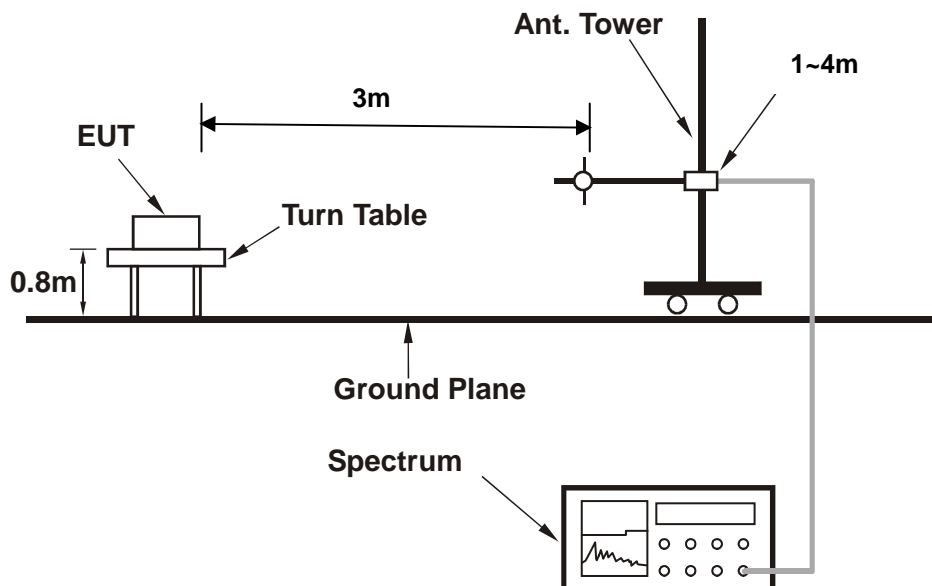 Ant. Tower
1~4m
3m
EUT
Turn Table
0.8m
Ground Plane
Spectrum